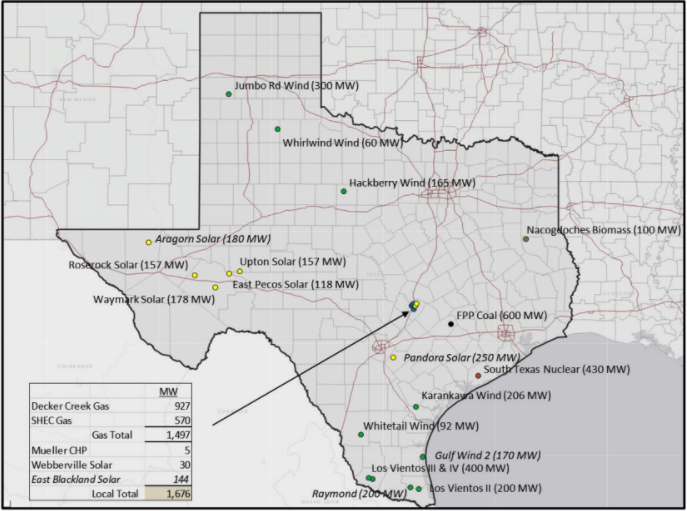 Jumbo Rd Wind (300 MW)
Whirlwind Wind (60 MW)
Hackberry Wind (165 MW)
Nacogdoches Biomass (100 MW)
Aragorn Solar (180 MW)
Roserock Solar (157 MW)
Upton Solar (157 MW)
East Pecos Solar (118 MW)
Waymark Solar (178 MW)
FPP Coal (600 MW)
Pandora Solar (250 MW)
South Texas Nuclear (430 MW)
Karankawa Wind (206 MW)
Whitetail Wind (92 MW)
Gulf Wind 2 (170 MW)
Los Vientos III & IV (400 MW)
Raymond (200 MW)
Los Vientos II (200 MW)
MW
Decker Creek Gas 927
SHEC Gas 570
Gas Total 1,497
Mueller CHP 5
Webberville Solar 30
East Blackland Solar 144
Local Total 1,676